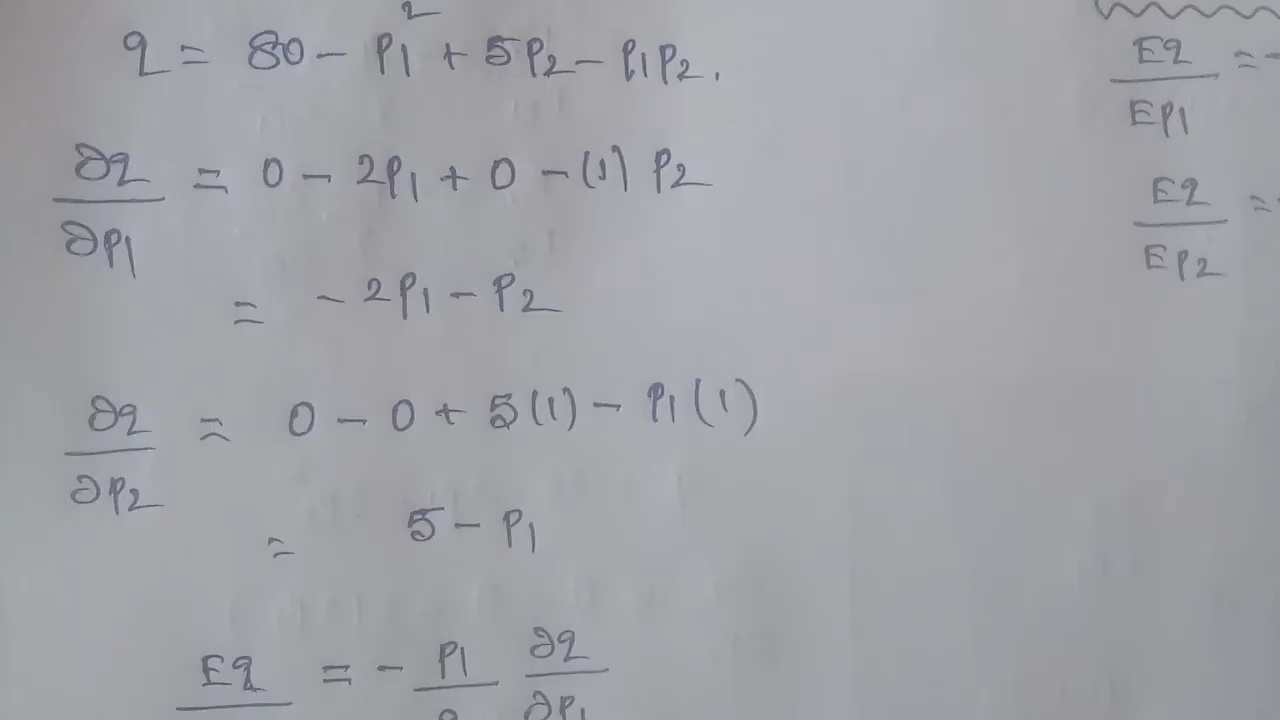 q = 80 - P₁² + 5P₂ - P₁P₂.
∂q/∂P₁ = 0 - 2P₁ + 0 - (1) P₂
= - 2P₁ - P₂
∂q/∂P₂ = 0 - 0 + 5(1) - P₁(1)
= 5 - P₁
Eq = - P₁ ∂q/∂P₁
Eq/EP₁ = -
Eq/EP₂ =